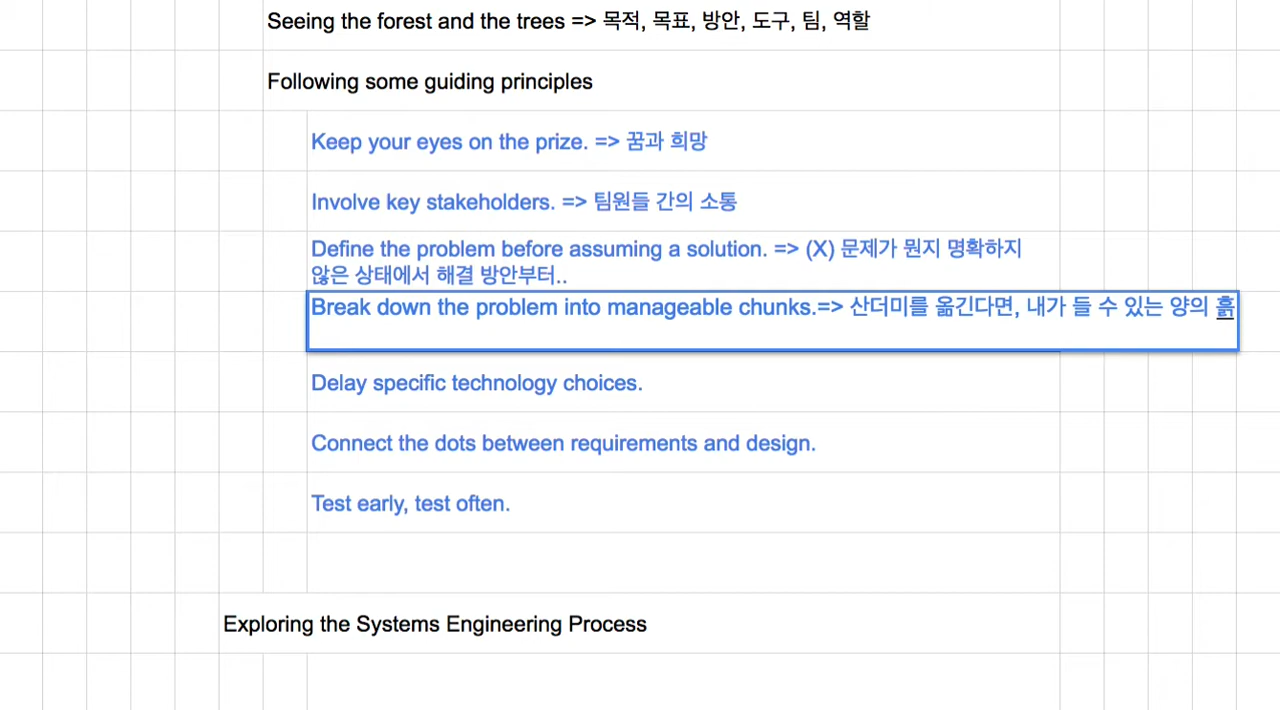 Seeing the forest and the trees => 목적, 목표, 방안, 도구, 팀, 역할
Following some guiding principles
Keep your eyes on the prize. => 꿈과 희망
Involve key stakeholders. => 팀원들 간의 소통
Define the problem before assuming a solution. => (X) 문제가 뭔지 명확하지
않은 상태에서 해결 방안부터..
Break down the problem into manageable chunks.=> 산더미를 옮긴다면, 내가 들 수 있는 양의 흙
Delay specific technology choices.
Connect the dots between requirements and design.
Test early, test often.
Exploring the Systems Engineering Process